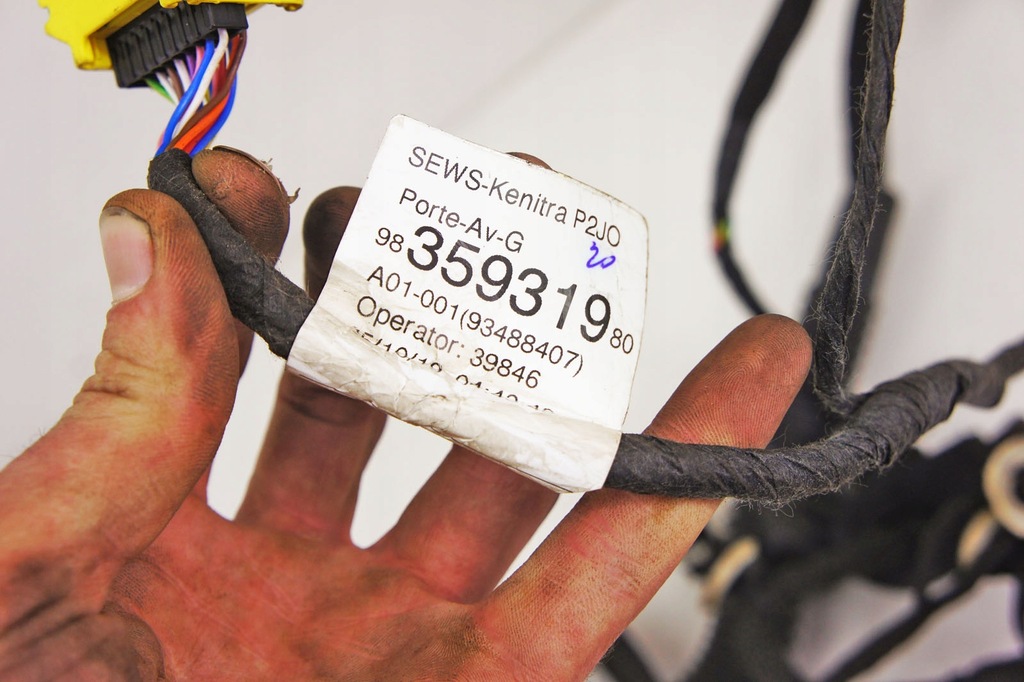 SEWS-Kenitra P2JO
Porte-Av-G
20
98 359319 80
A01-001(93488407)
Operator: 39846